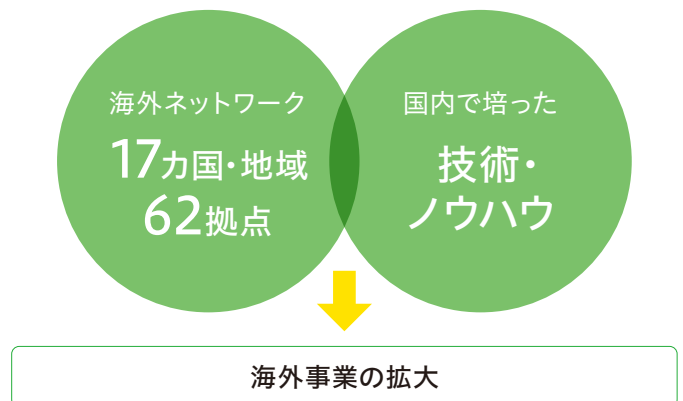 海外ネットワーク
17カ国・地域
62拠点
国内で培った
技術・
ノウハウ
海外事業の拡大